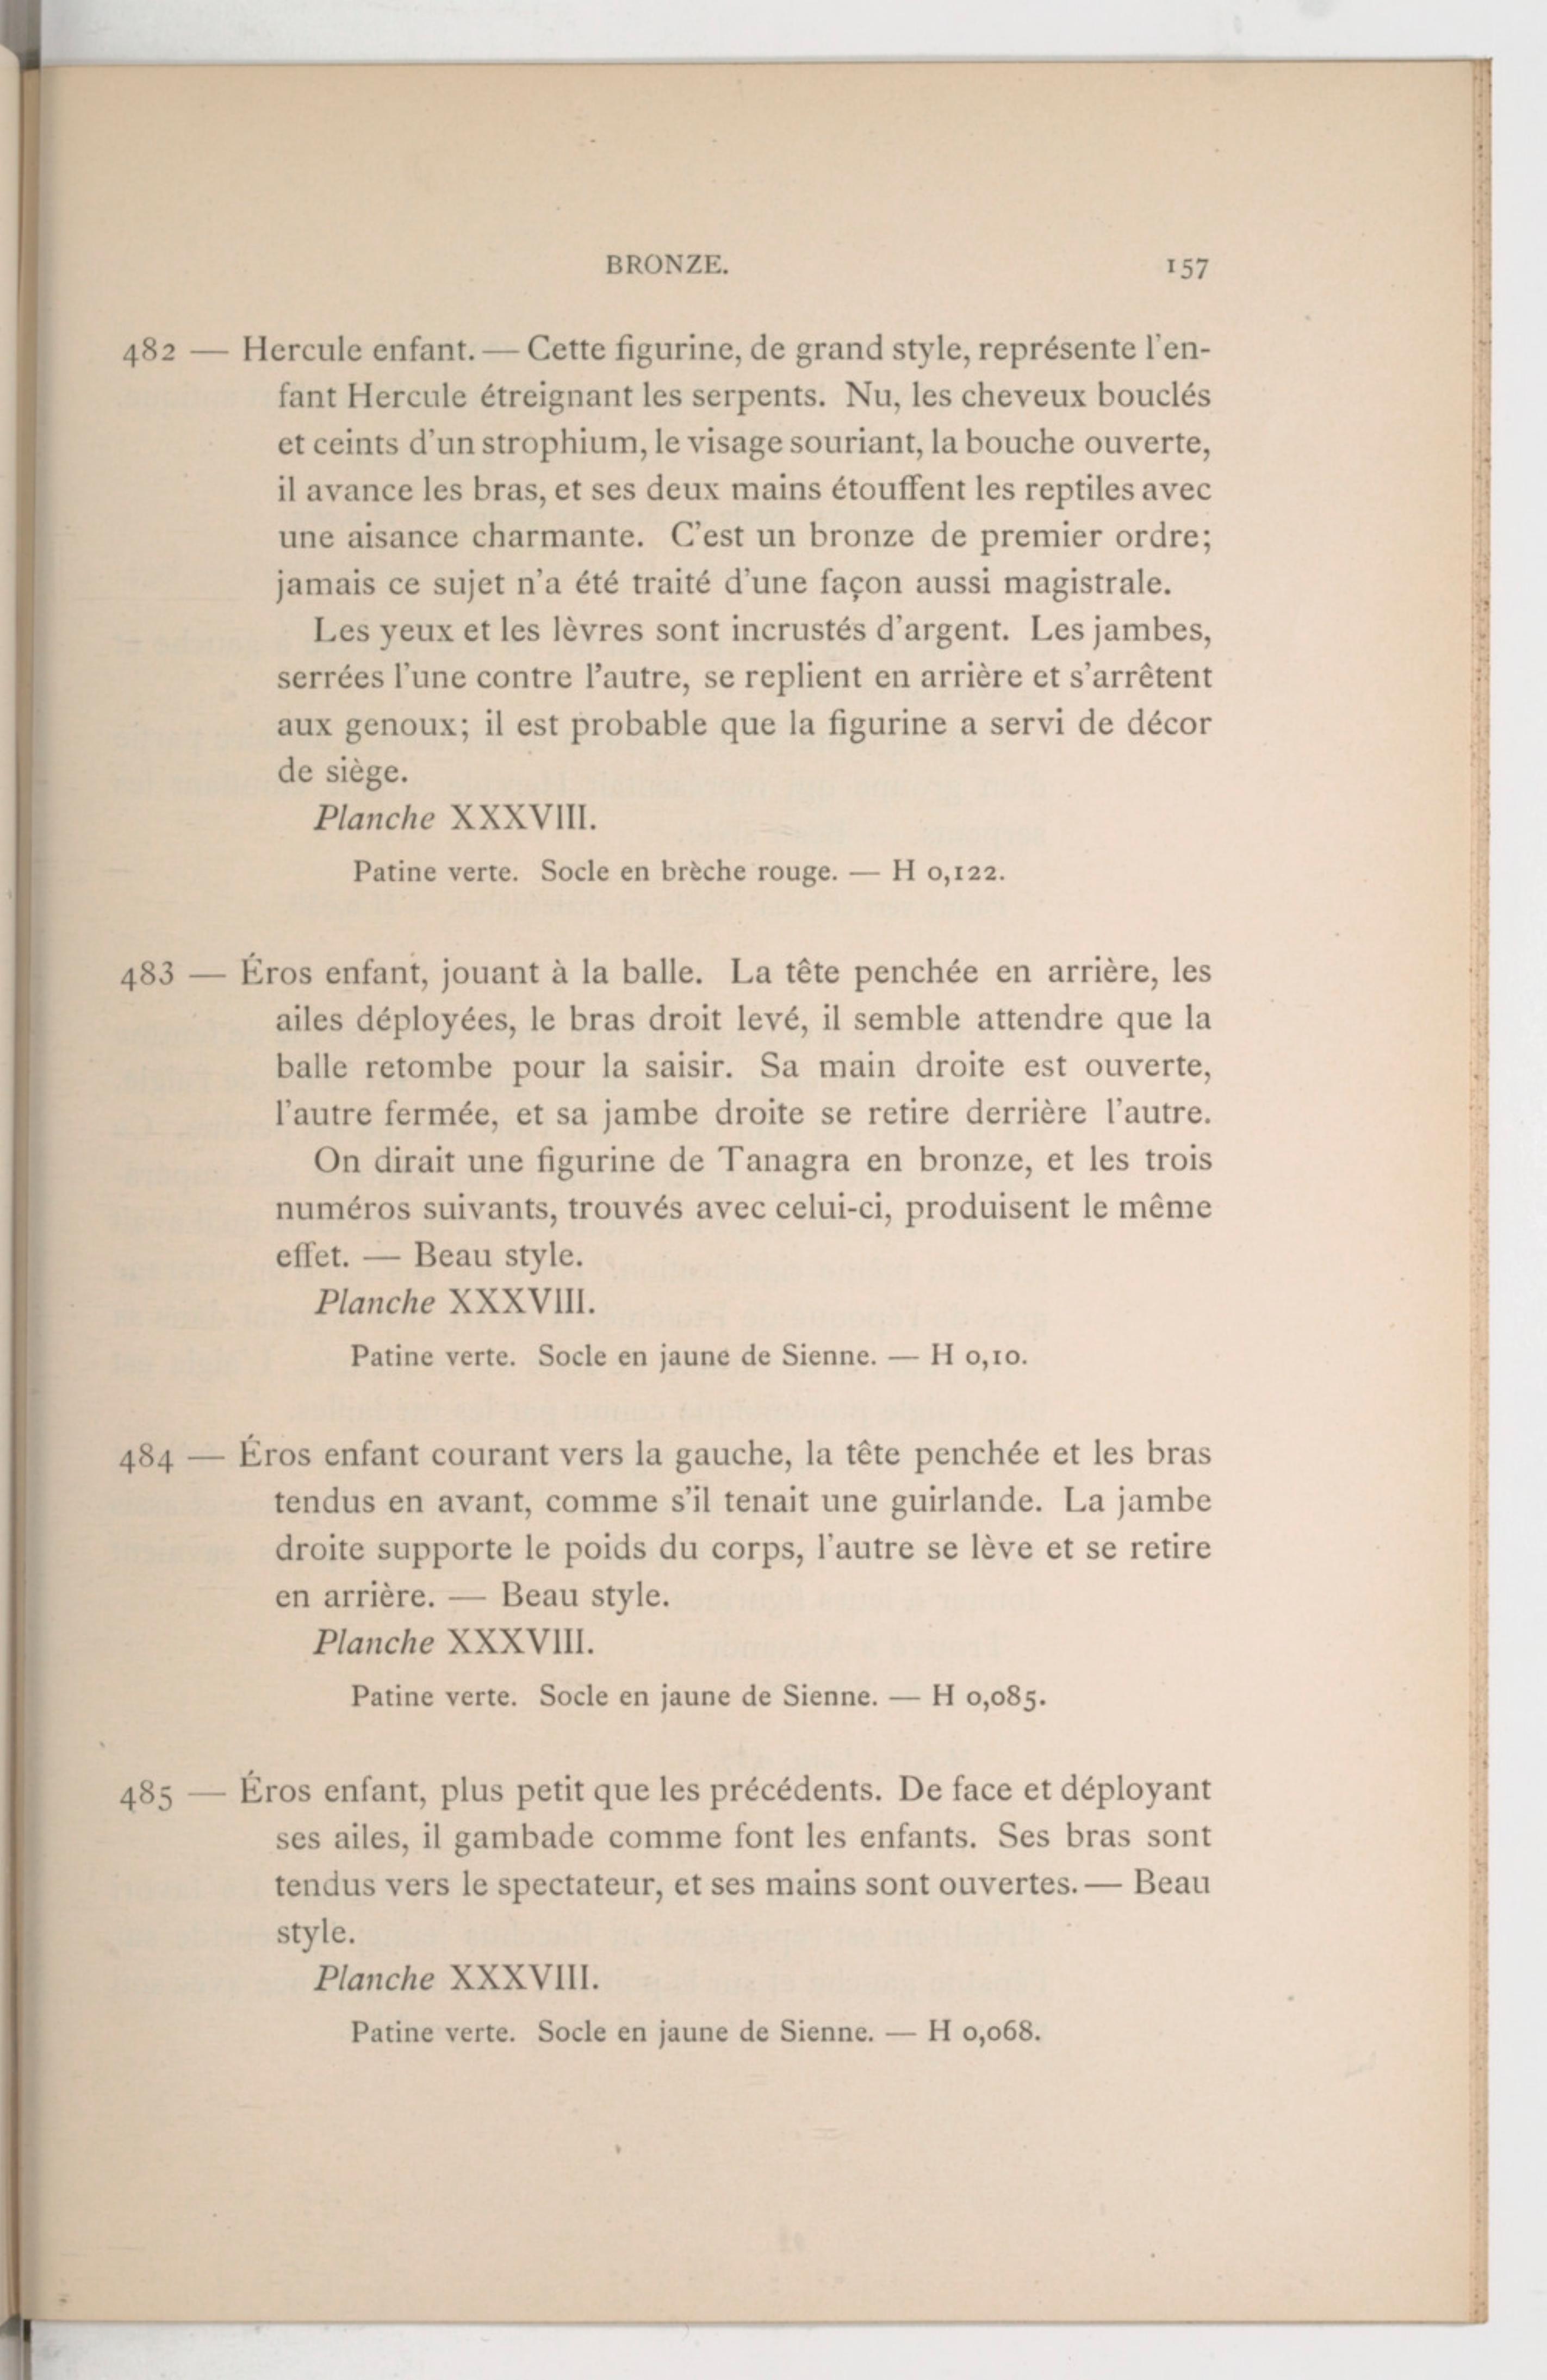 BRONZE. 157
482 — Hercule enfant. — Cette figurine, de grand style, représente l'en-
fant Hercule étreignant les serpents. Nu, les cheveux bouclés
et ceints d'un strophium, le visage souriant, la bouche ouverte,
il avance les bras, et ses deux mains étouffent les reptiles avec
une aisance charmante. C'est un bronze de premier ordre;
jamais ce sujet n'a été traité d'une façon aussi magistrale.
Les yeux et les lèvres sont incrustés d'argent. Les jambes,
serrées l'une contre l'autre, se replient en arrière et s'arrêtent
aux genoux; il est probable que la figurine a servi de décor
de siège.
Planche XXXVIII.
Patine verte. Socle en brèche rouge. — H 0,122.
483 — Éros enfant, jouant à la balle. La tête penchée en arrière, les
ailes déployées, le bras droit levé, il semble attendre que la
balle retombe pour la saisir. Sa main droite est ouverte,
l'autre fermée, et sa jambe droite se retire derrière l'autre.
On dirait une figurine de Tanagra en bronze, et les trois
numéros suivants, trouvés avec celui-ci, produisent le même
effet. — Beau style.
Planche XXXVIII.
Patine verte. Socle en jaune de Sienne. — H 0,10.
484 — Éros enfant courant vers la gauche, la tête penchée et les bras
tendus en avant, comme s'il tenait une guirlande. La jambe
droite supporte le poids du corps, l'autre se lève et se retire
en arrière. — Beau style.
Planche XXXVIII.
Patine verte. Socle en jaune de Sienne. — H 0,085.
485 — Éros enfant, plus petit que les précédents. De face et déployant
ses ailes, il gambade comme font les enfants. Ses bras sont
tendus vers le spectateur, et ses mains sont ouvertes. — Beau
style.
Planche XXXVIII.
Patine verte. Socle en jaune de Sienne. — H 0,068.